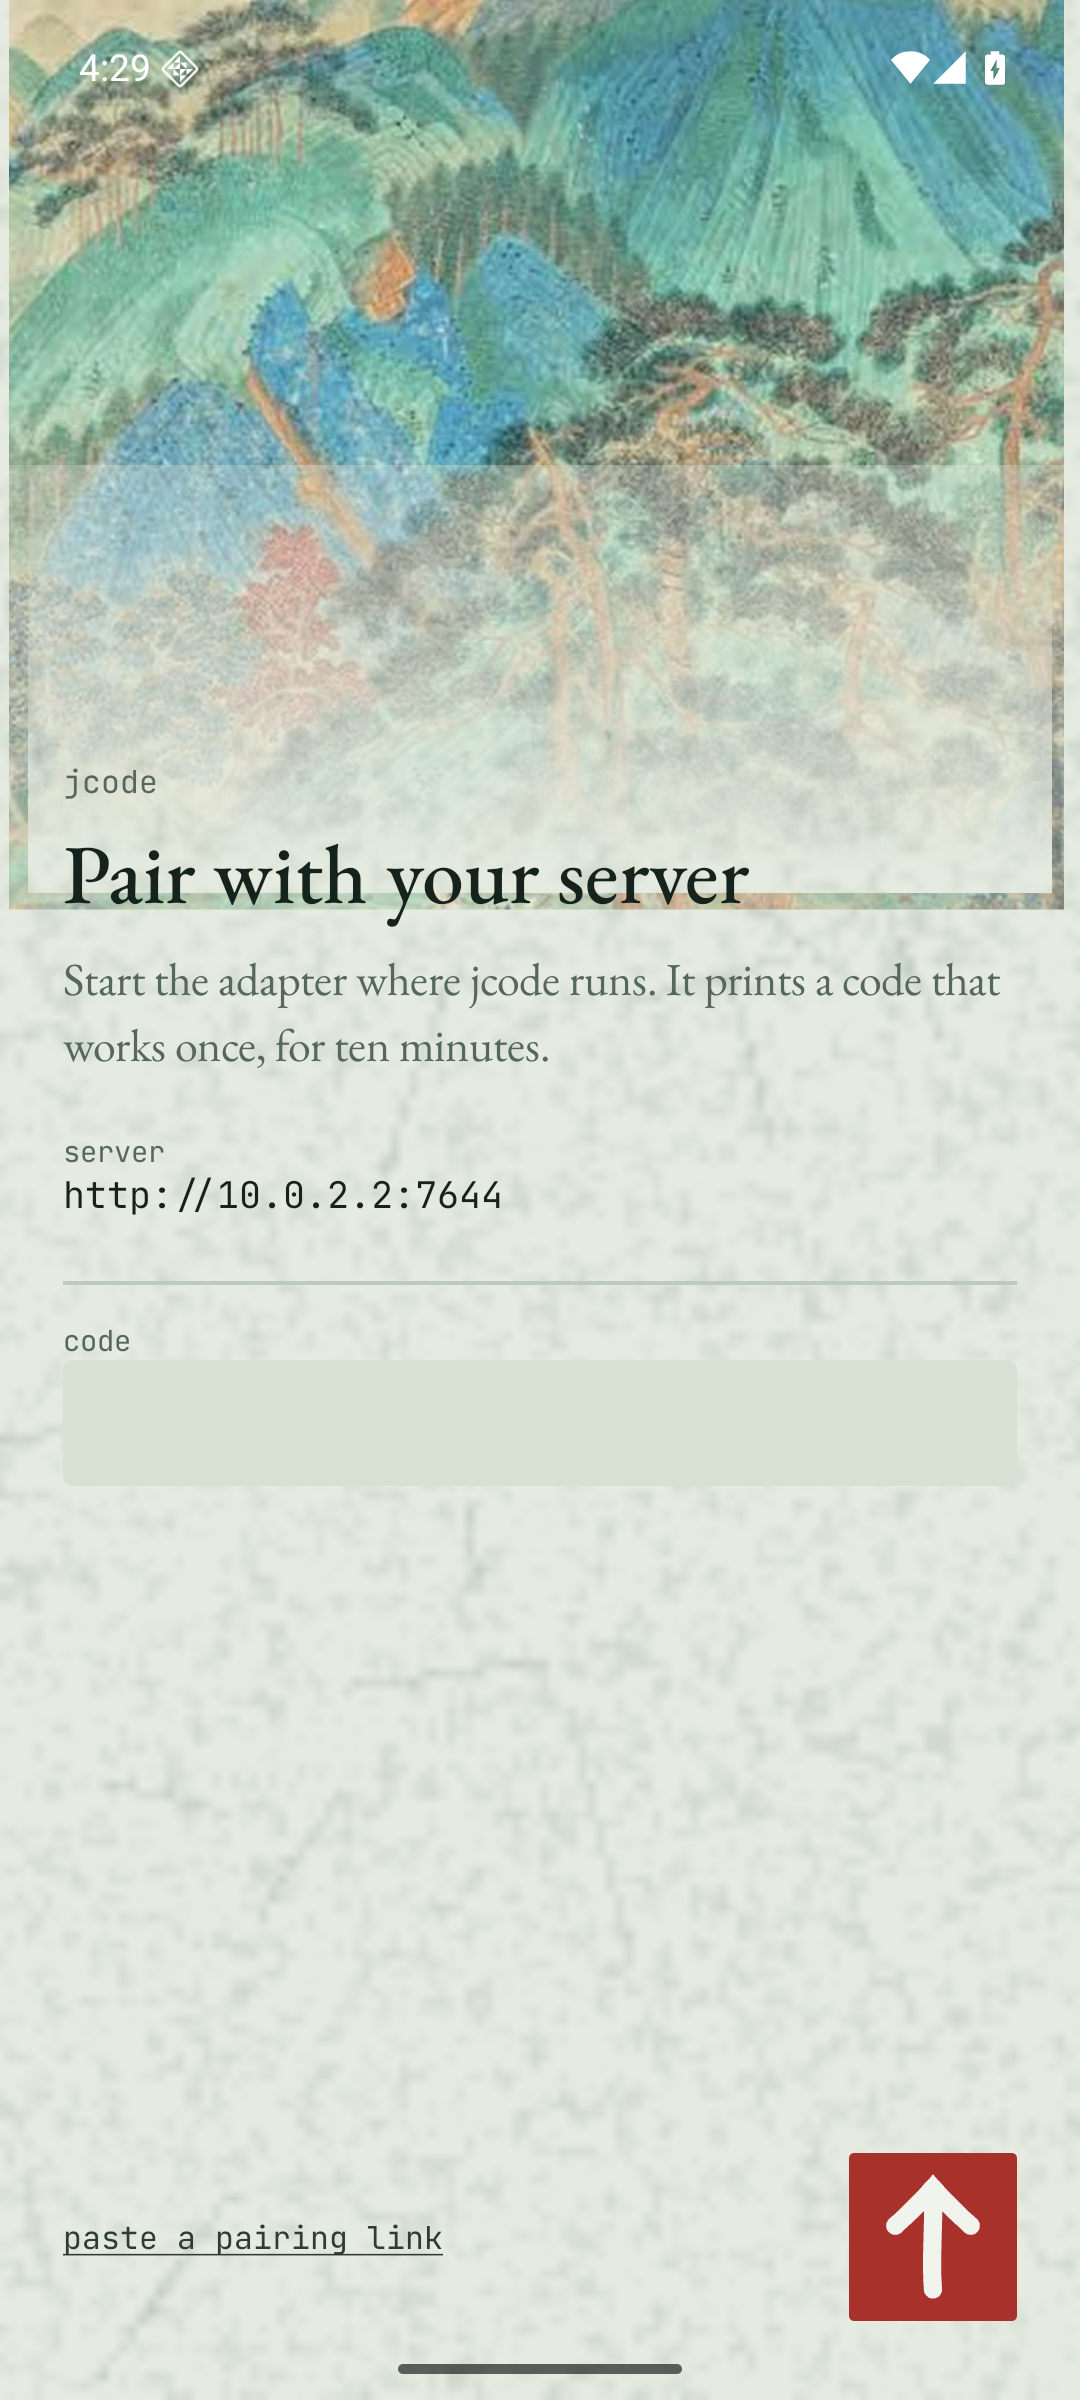 4:29
jcode
Pair with your server
Start the adapter where jcode runs. It prints a code that
works once, for ten minutes.
server
http://10.0.2.2:7644
code
paste a pairing link